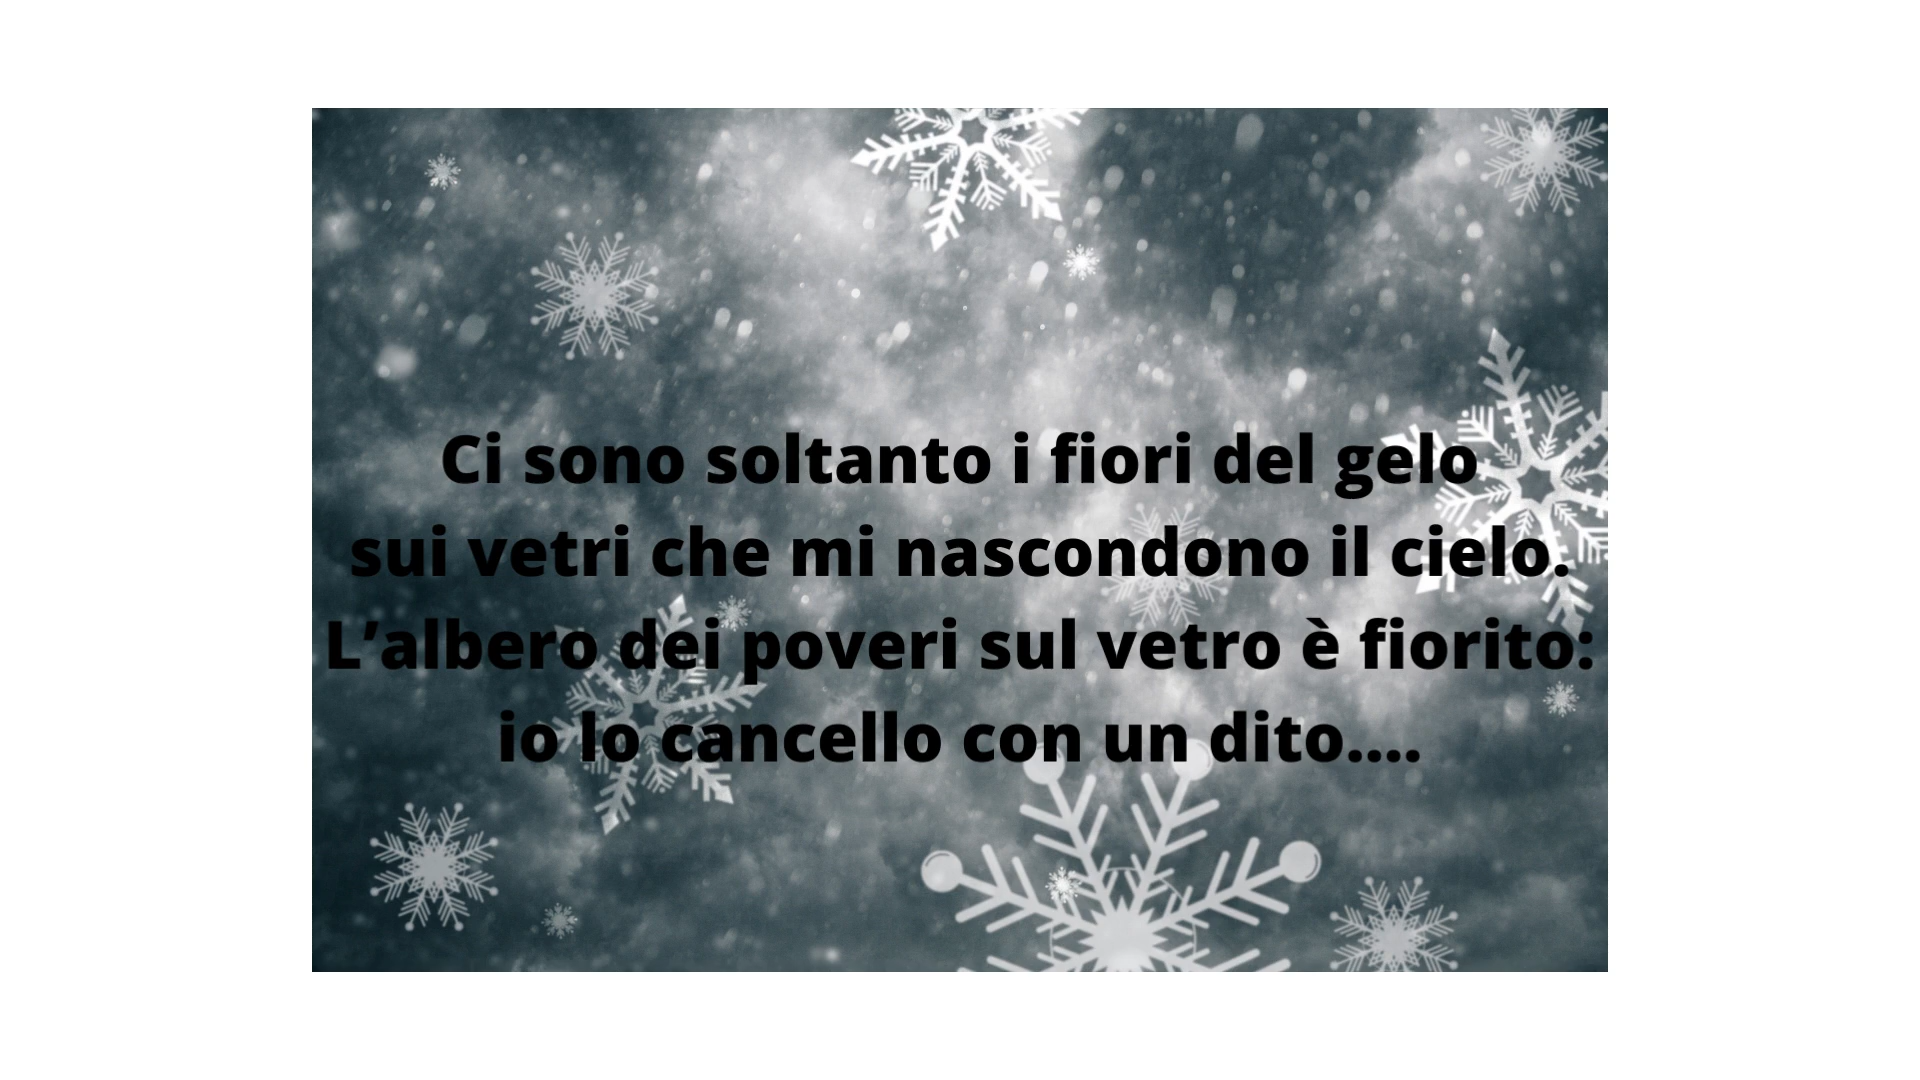 Ci sono soltanto i fiori del gelo
sui vetri che mi nascondono il cielo.
L’albero dei poveri sul vetro è fiorito:
io lo cancello con un dito....